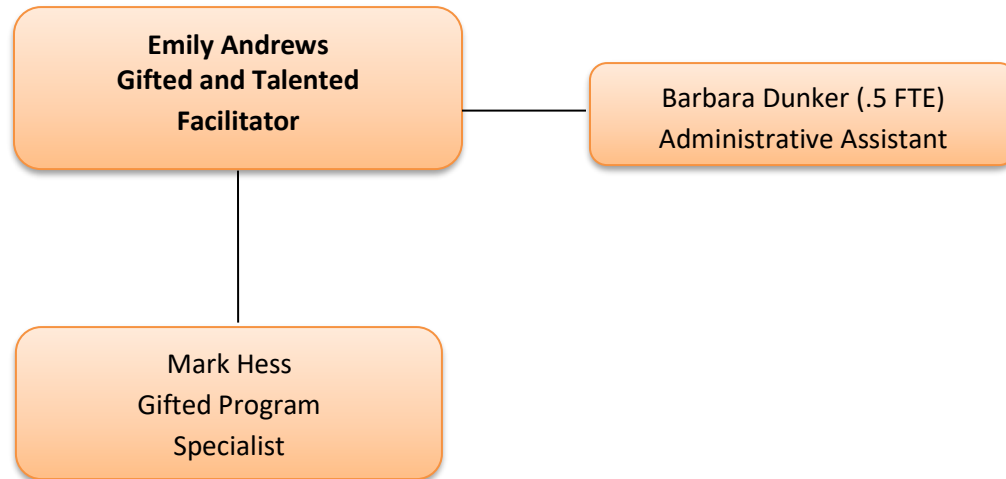 Emily Andrews
Gifted and Talented
Facilitator
Barbara Dunker (.5 FTE)
Administrative Assistant
Mark Hess
Gifted Program
Specialist